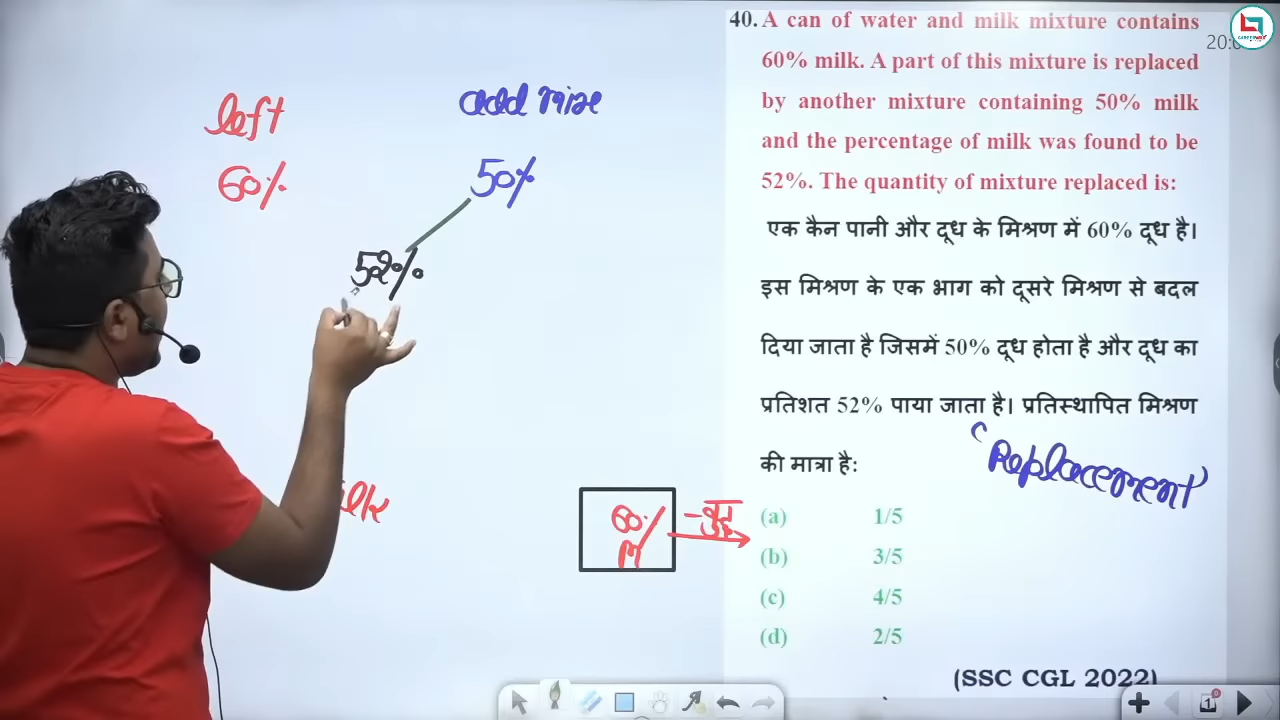 40. A can of water and milk mixture contains
60% milk. A part of this mixture is replaced
by another mixture containing 50% milk
and the percentage of milk was found to be
52%. The quantity of mixture replaced is:
एक कैन पानी और दूध के मिश्रण में 60% दूध है।
इस मिश्रण के एक भाग को दूसरे मिश्रण से बदल
दिया जाता है जिसमें 50% दूध होता है और दूध का
प्रतिशत 52% पाया जाता है। प्रतिस्थापित मिश्रण
की मात्रा है:
(a) 1/5
(b) 3/5
(c) 4/5
(d) 2/5
(SSC CGL 2022)
Replacement
left
add mixe
60%
50%
52%
60%
M